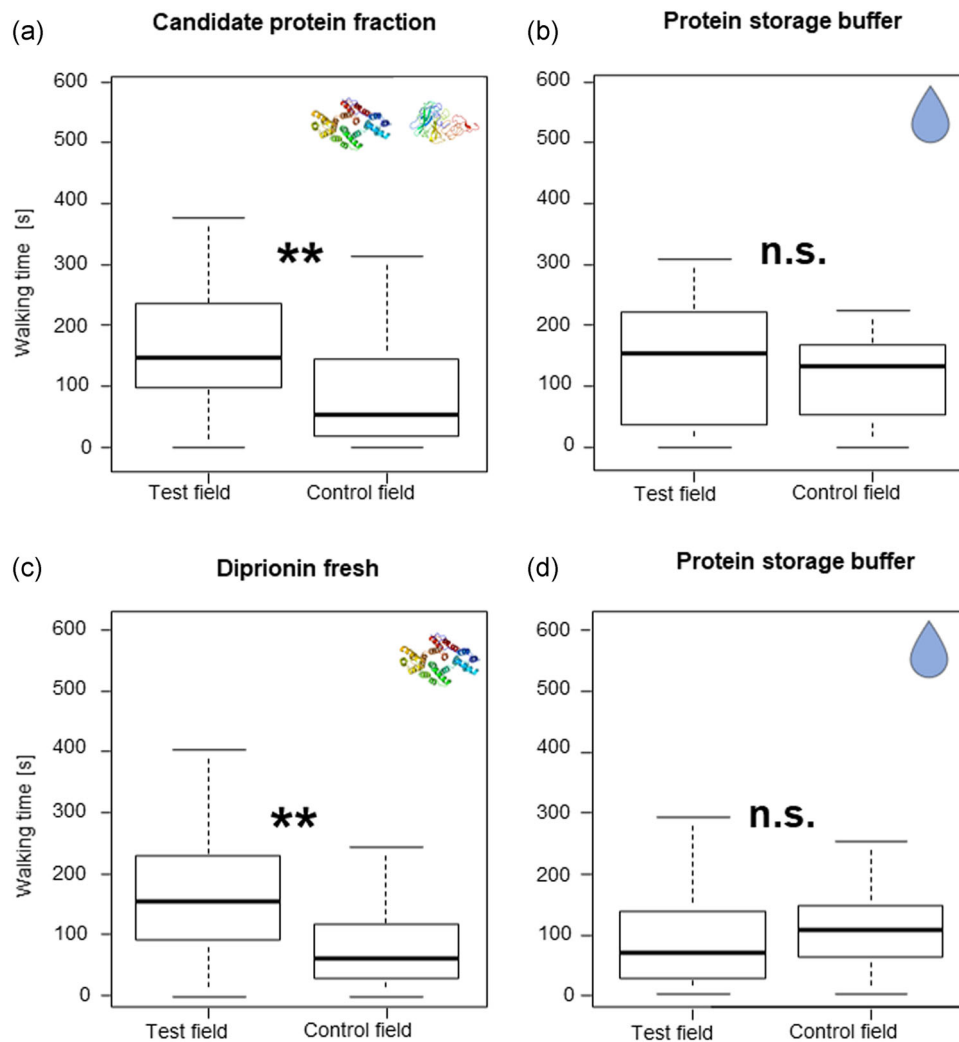 (a) Candidate protein fraction
600
500
400
300
200
100
0
Walking time [s]
**
Test field Control field
(b) Protein storage buffer
600
500
400
300
200
100
0
n.s.
Test field Control field
(c) Diprionin fresh
600
500
400
300
200
100
0
Walking time [s]
**
Test field Control field
(d) Protein storage buffer
600
500
400
300
200
100
0
n.s.
Test field Control field